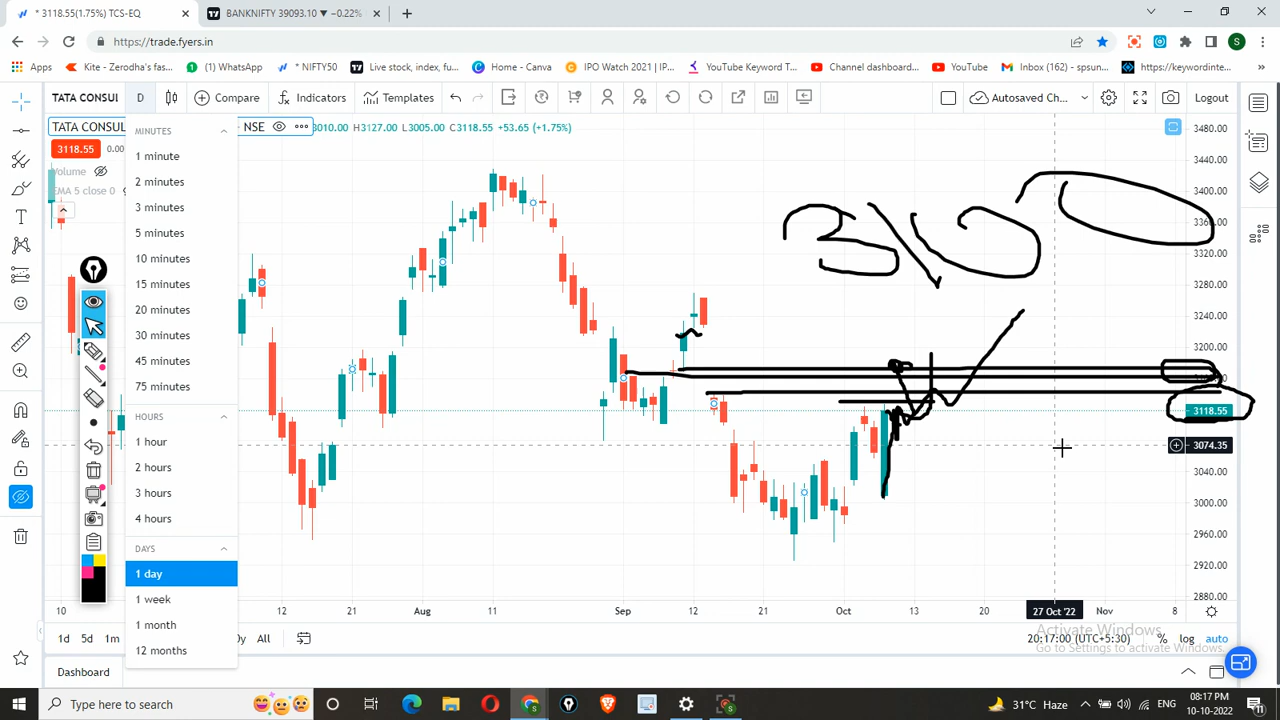 * 3118.55(1.75%) TCS-EQ
BANKNIFTY 39093.10 ▼ −0.22%
https://trade.fyers.in
Apps
Kite - Zerodha's fas...
(1) WhatsApp
* NIFTY50
Live stock, index, fu...
Home - Canva
IPO Watch 2021 | IP...
YouTube Keyword T...
Channel dashboard...
YouTube
Inbox (162) - spsun...
https://keywordinte...
TATA CONSUL
D
Compare
Indicators
Templates
Autosaved Ch...
Logout
TATA CONSUL
NSE
3010.00 H3127.00 L3005.00 C3118.55 +53.65 (+1.75%)
3118.55
0.00
Volume
EMA 5 close 0
MINUTES
1 minute
2 minutes
3 minutes
5 minutes
10 minutes
15 minutes
20 minutes
30 minutes
45 minutes
75 minutes
HOURS
1 hour
2 hours
3 hours
4 hours
DAYS
1 day
1 week
1 month
12 months
3480.00
3440.00
3400.00
3320.00
3280.00
3240.00
3200.00
3118.55
3074.35
3040.00
3000.00
2960.00
2920.00
2880.00
10
12
21
Aug
11
Sep
12
21
Oct
13
20
27 Oct '22
Nov
8
1d 5d 1m
All
20:17:00 (UTC+5:30)
%
log
auto
Activate Windows
Go to Settings to activate Windows.
Dashboard
Type here to search
31°C Haze
ENG
08:17 PM
10-10-2022